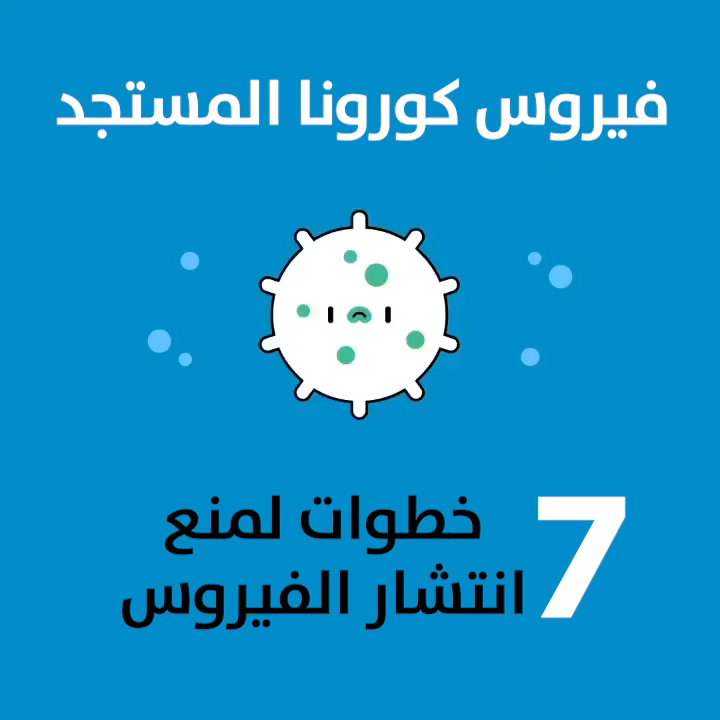 فيروس كورونا المستجد
7 خطوات لمنع
انتشار الفيروس